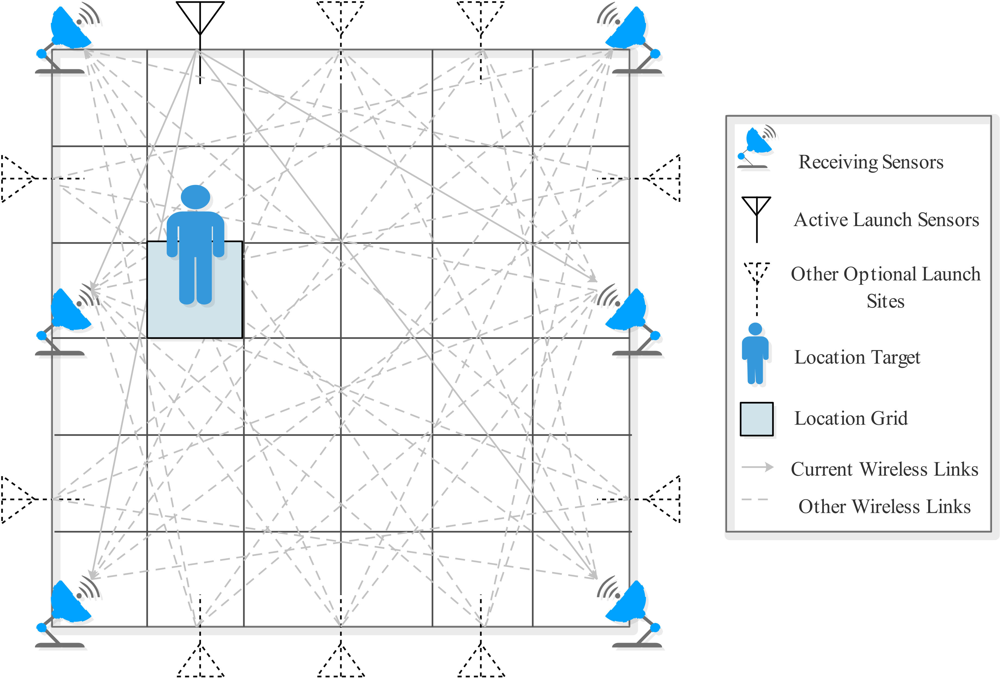 Receiving Sensors
Active Launch Sensors
Other Optional Launch
Sites
Location Target
Location Grid
Current Wireless Links
Other Wireless Links